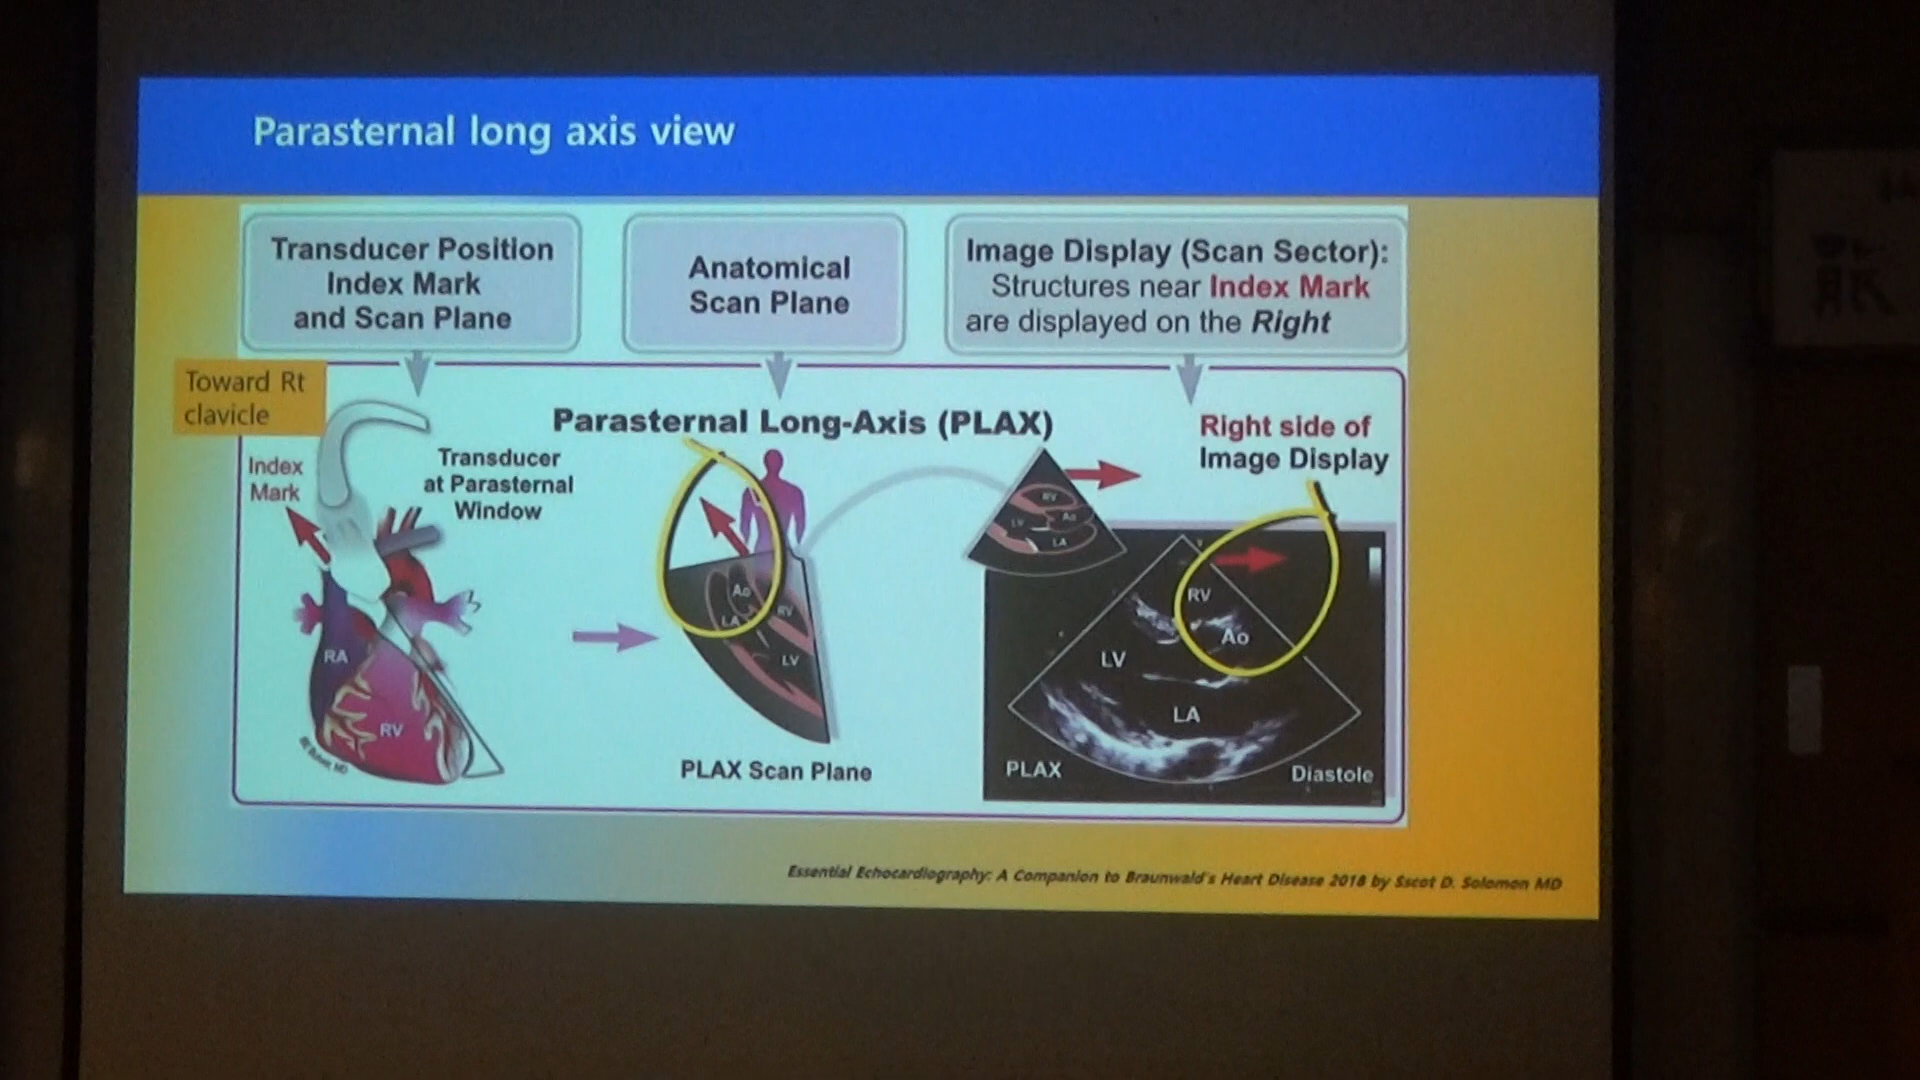 Parasternal long axis view
Transducer Position
Index Mark
and Scan Plane
Anatomical
Scan Plane
Image Display (Scan Sector):
Structures near Index Mark
are displayed on the Right
Toward Rt
clavicle
Index
Mark
Transducer
at Parasternal
Window
Parasternal Long-Axis (PLAX)
Right side of
Image Display
RA
RV
Ao
RV
LA
LV
PLAX Scan Plane
RV
LV
Ao
LA
RV
Ao
LV
LA
PLAX
Diastole
Essential Echocardiography: A Companion to Braunwald's Heart Disease 2018 by Sscot D. Solomon MD